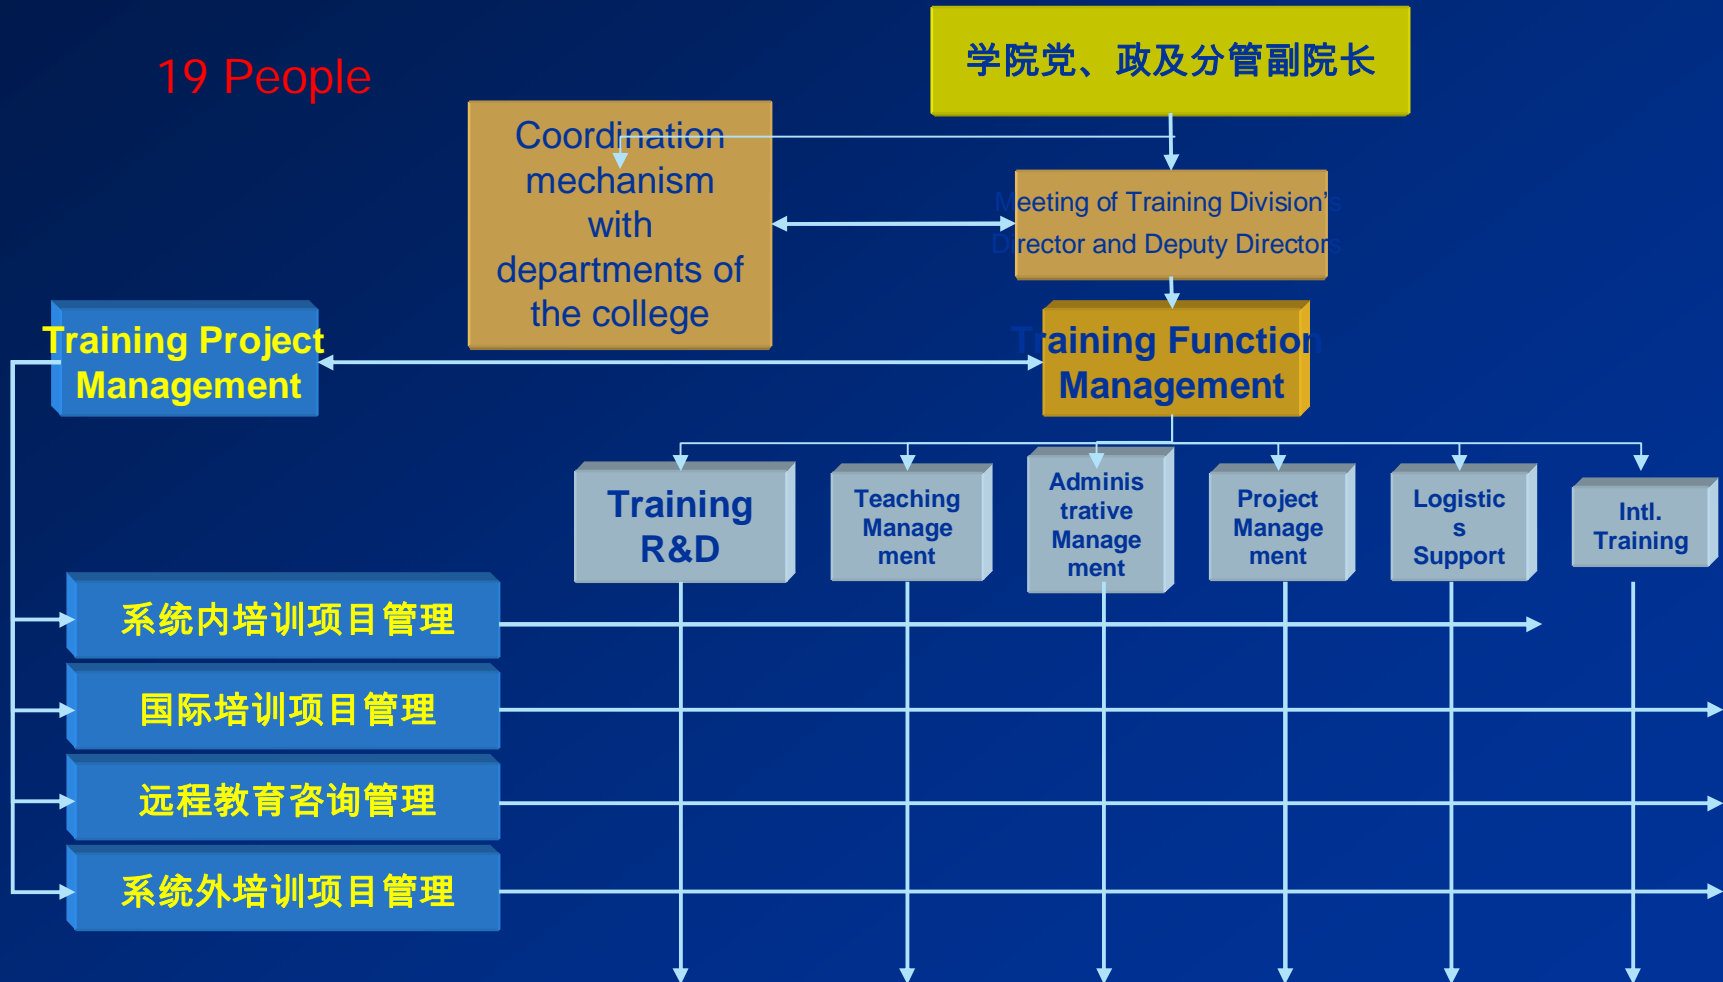 19 People
学院党、政及分管副院长
Coordination
mechanism
with
departments of
the college
Meeting of Training Division's
Director and Deputy Directors
Training Project
Management
Training Function
Management
Training
R&D
Teaching
Manage
ment
Adminis
trative
Manage
ment
Project
Manage
ment
Logistic
s
Support
Intl.
Training
系统内培训项目管理
国际培训项目管理
远程教育咨询管理
系统外培训项目管理